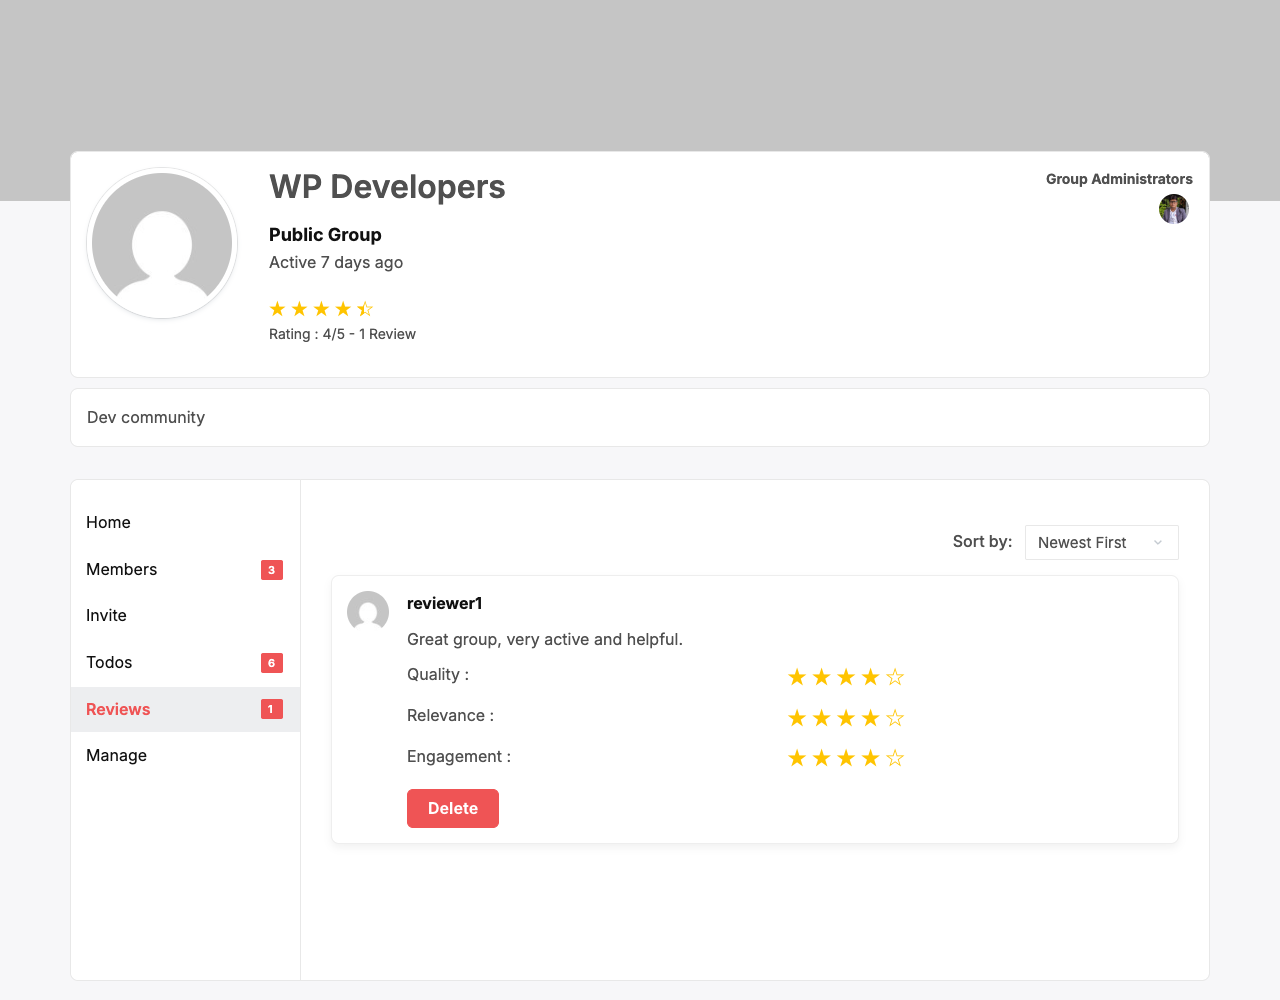 WP Developers
Group Administrators
Public Group
Active 7 days ago
Rating : 4/5 - 1 Review
Dev community
Home
Members 3
Invite
Todos 6
Reviews 1
Manage
Sort by: Newest First
reviewer1
Great group, very active and helpful.
Quality :
Relevance :
Engagement :
Delete